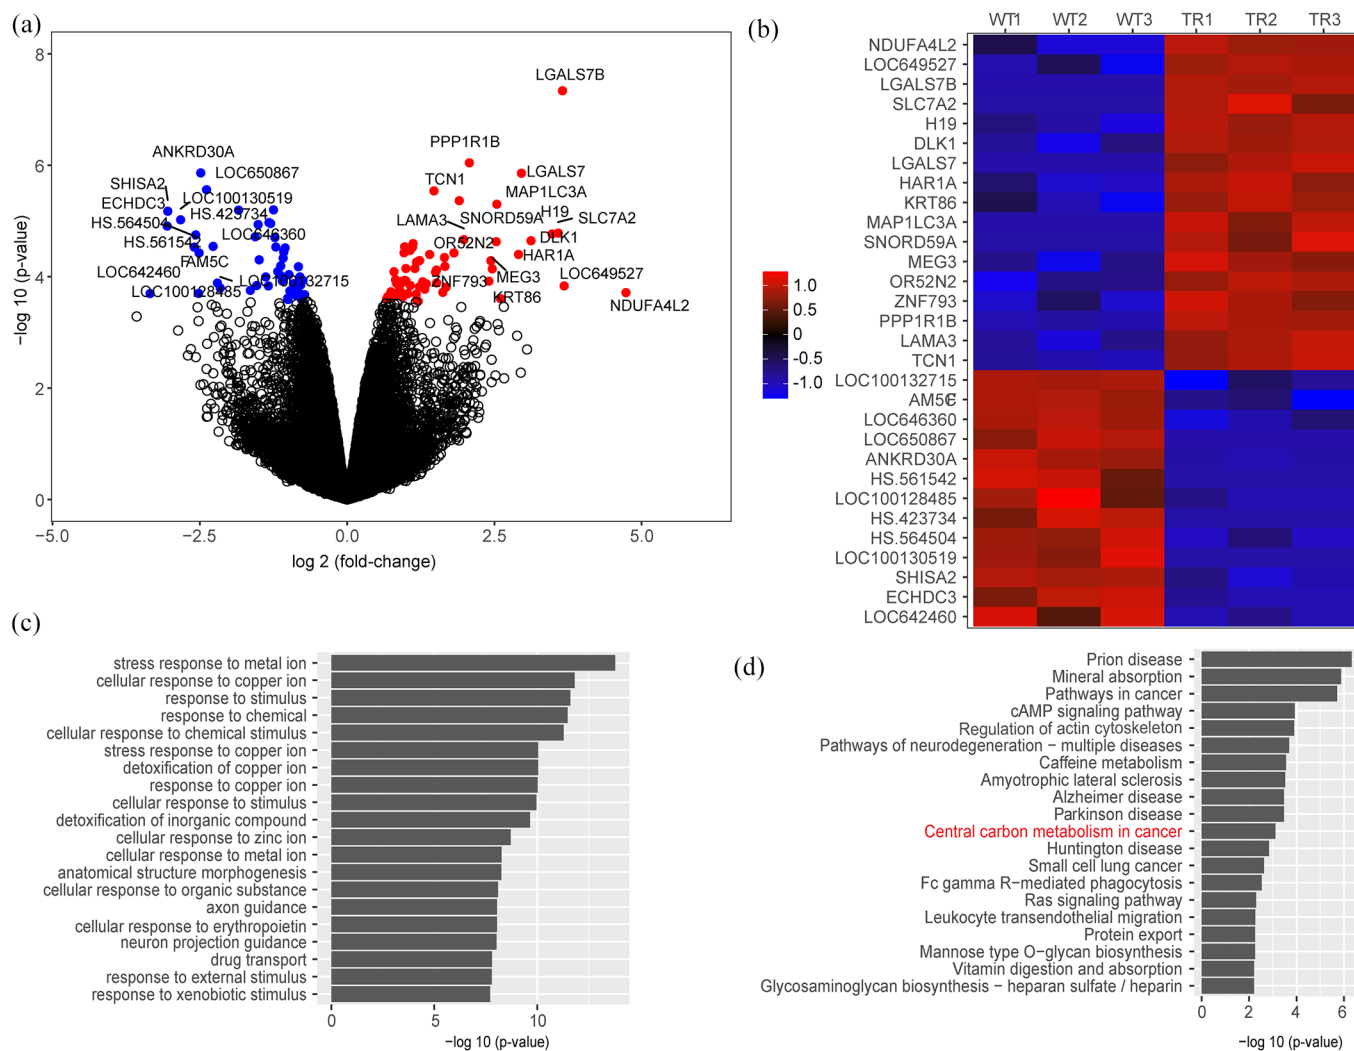 (a)
8
6
4
2
0
−log 10 (p-value)
−5.0
−2.5
0.0
2.5
5.0
log 2 (fold-change)
LGALS7B
PPP1R1B
ANKRD30A
LOC650867
TCN1
LGALS7
SHISA2
LOC100130519
MAP1LC3A
ECHDC3
HS.423734
H19
HS.564504
LAMA3
SNORD59A
SLC7A2
LOC646360
DLK1
HS.561542
OR52N2
HAR1A
FAM5C
LOC642460
LOC100132715
ZNF793
MEG3
LOC649527
LOC100128485
KRT86
NDUFA4L2
(b)
WT1
WT2
WT3
TR1
TR2
TR3
NDUFA4L2
LOC649527
LGALS7B
SLC7A2
H19
DLK1
LGALS7
HAR1A
KRT86
MAP1LC3A
SNORD59A
MEG3
OR52N2
ZNF793
PPP1R1B
LAMA3
TCN1
LOC100132715
LOC646360
LOC650867
ANKRD30A
HS.561542
LOC100128485
HS.423734
HS.564504
LOC100130519
SHISA2
ECHDC3
LOC642460
1.0
0.5
0
-0.5
-1.0
(c)
stress response to metal ion
cellular response to copper ion
response to stimulus
response to chemical
cellular response to chemical stimulus
stress response to copper ion
detoxification of copper ion
response to copper ion
cellular response to stimulus
detoxification of inorganic compound
cellular response to zinc ion
cellular response to metal ion
anatomical structure morphogenesis
cellular response to organic substance
axon guidance
cellular response to erythropoietin
neuron projection guidance
drug transport
response to external stimulus
response to xenobiotic stimulus
0
5
10
−log 10 (p-value)
(d)
Prion disease
Mineral absorption
Pathways in cancer
cAMP signaling pathway
Regulation of actin cytoskeleton
Pathways of neurodegeneration − multiple diseases
Caffeine metabolism
Amyotrophic lateral sclerosis
Alzheimer disease
Parkinson disease
Central carbon metabolism in cancer
Huntington disease
Small cell lung cancer
Fc gamma R−mediated phagocytosis
Ras signaling pathway
Leukocyte transendothelial migration
Protein export
Mannose type O−glycan biosynthesis
Vitamin digestion and absorption
Glycosaminoglycan biosynthesis − heparan sulfate / heparin
0
2
4
6
−log 10 (p-value)